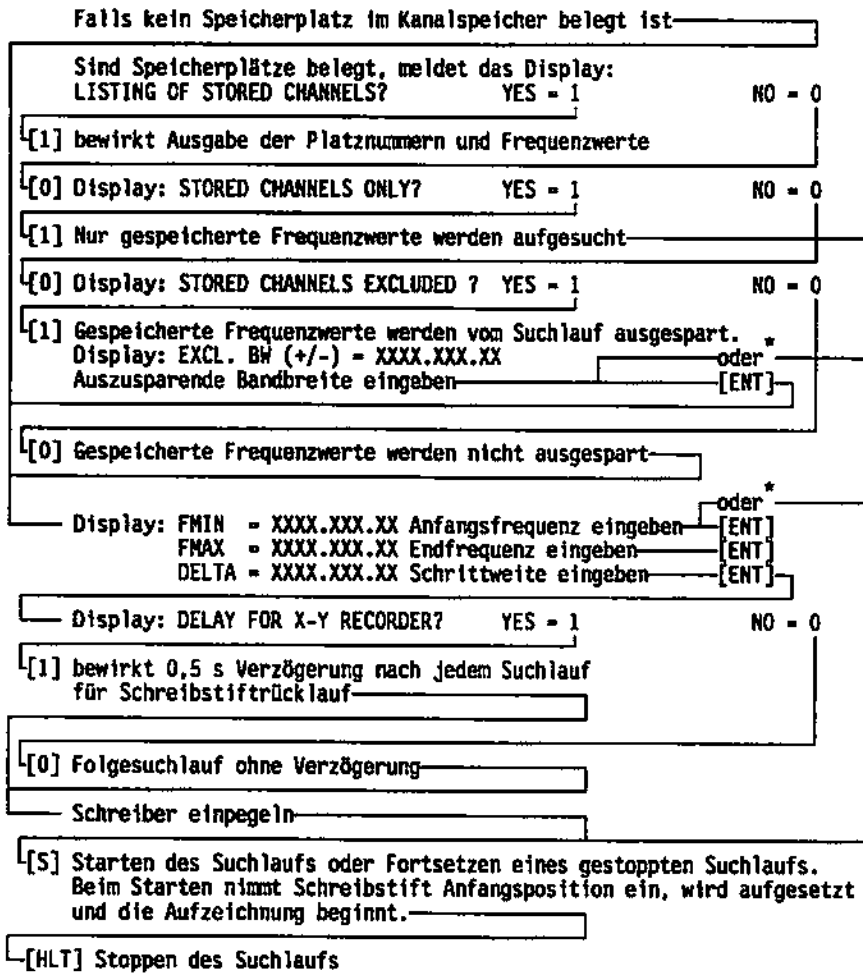 Falls kein Speicherplatz im Kanalspeicher belegt ist
Sind Speicherplätze belegt, meldet das Display:
LISTING OF STORED CHANNELS? YES = 1 NO = 0
[1] bewirkt Ausgabe der Platznummern und Frequenzwerte
[0] Display: STORED CHANNELS ONLY? YES = 1 NO = 0
[1] Nur gespeicherte Frequenzwerte werden aufgesucht
[0] Display: STORED CHANNELS EXCLUDED ? YES = 1 NO = 0
[1] Gespeicherte Frequenzwerte werden vom Suchlauf ausgespart.
Display: EXCL. BW (+/-) = XXXX.XXX.XX oder *
Auszusparende Bandbreite eingeben [ENT]
[0] Gespeicherte Frequenzwerte werden nicht ausgespart
oder *
Display: FMIN = XXXX.XXX.XX Anfangsfrequenz eingeben [ENT]
FMAX = XXXX.XXX.XX Endfrequenz eingeben [ENT]
DELTA = XXXX.XXX.XX Schrittweite eingeben [ENT]
Display: DELAY FOR X-Y RECORDER? YES = 1 NO = 0
[1] bewirkt 0,5 s Verzögerung nach jedem Suchlauf
für Schreibstiftrücklauf
[0] Folgesuchlauf ohne Verzögerung
Schreiber einpegeln
[S] Starten des Suchlaufs oder Fortsetzen eines gestoppten Suchlaufs.
Beim Starten nimmt Schreibstift Anfangsposition ein, wird aufgesetzt
und die Aufzeichnung beginnt.
[HLT] Stoppen des Suchlaufs